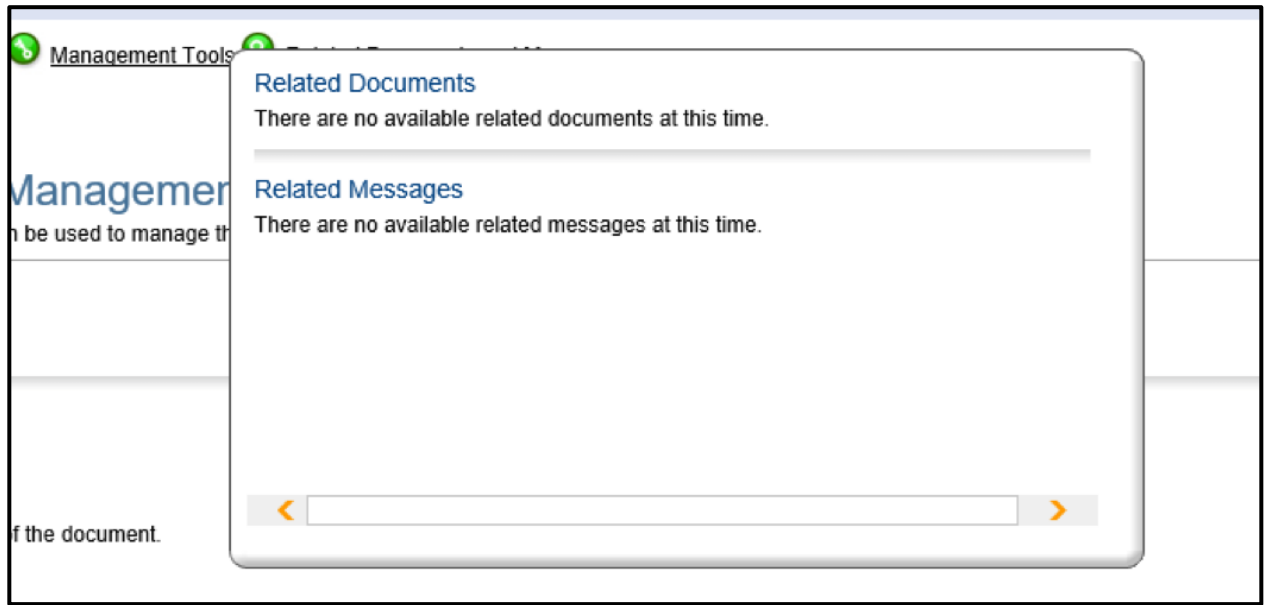 Management Tools
Related Documents
There are no available related documents at this time.
Related Messages
There are no available related messages at this time.
Managemen
n be used to manage th
f the document.